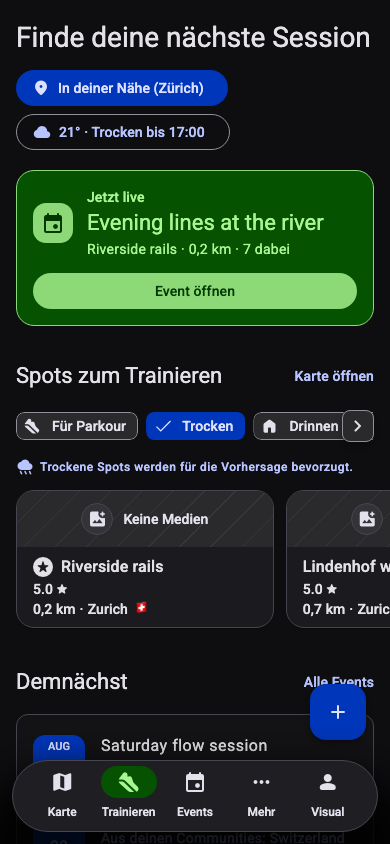 Finde deine nächste Session
In deiner Nähe (Zürich)
21° · Trocken bis 17:00
Jetzt live
Evening lines at the river
Riverside rails · 0,2 km · 7 dabei
Event öffnen
Spots zum Trainieren
Karte öffnen
Für Parkour
Trocken
Drinnen
Trockene Spots werden für die Vorhersage bevorzugt.
Keine Medien
Riverside rails
5.0
0,2 km · Zurich
Lindenhof w
5.0
0,7 km · Zuric
Demnächst
Alle Events
AUG
Saturday flow session
Karte
Trainieren
Events
Mehr
Visual
Aus deinen Communities: Switzerland